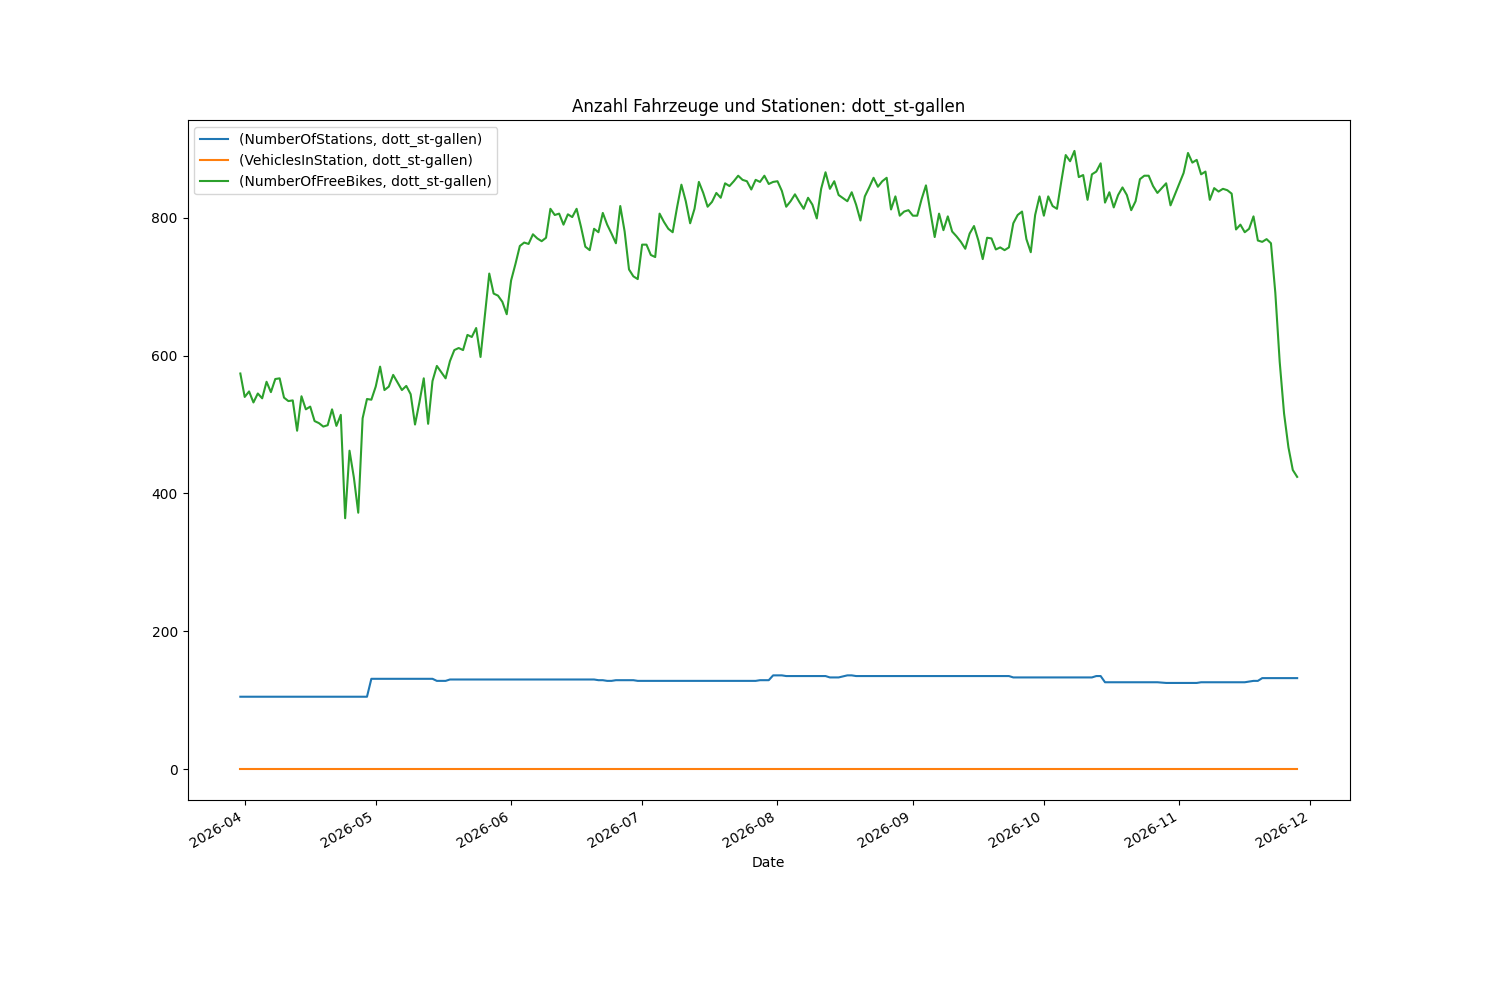 Anzahl Fahrzeuge und Stationen: dott_st-gallen
(NumberOfStations, dott_st-gallen)
(VehiclesInStation, dott_st-gallen)
(NumberOfFreeBikes, dott_st-gallen)
800
600
400
200
0
2026-04
2026-05
2026-06
2026-07
2026-08
2026-09
2026-10
2026-11
2026-12
Date